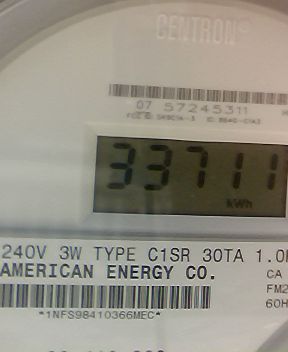 CENTRON®
07 57245311
33711
kWh
240V 3W TYPE C1SR 30TA 1.0
AMERICAN ENERGY CO.
CA
FM2
60H
*1NFS98410366MEC*